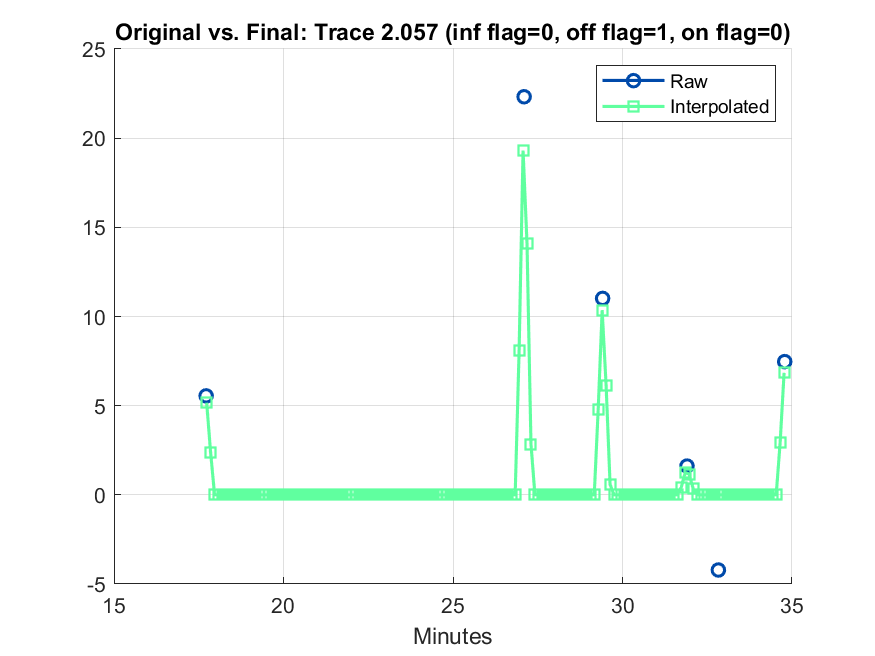 Original vs. Final: Trace 2.057 (inf flag=0, off flag=1, on flag=0)
25
20
15
10
5
0
-5
Raw
Interpolated
15 20 25 30 35
Minutes